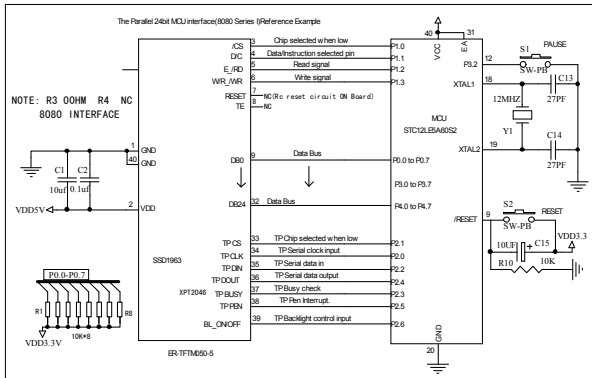 The Parallel 24bit MCU interface(8080 Series I)Reference Example
NOTE: R3 0OHM R4 NC
8080 INTERFACE
/CS 3 Chip selected when low P1.0
D/C 4 Data/Instruction selected pin P1.1
E_/RD 5 Read signal P1.2
W/R_/WR 6 Write signal P1.3
RESET 7 NC(Rc reset circuit ON Board)
TE 8 NC
GND 1
GND 40
C1 C2
10uf 0.1uf
VDD5V 2 VDD
DB0 9 Data Bus P0.0 to P0.7
P3.0 to P3.7
DB24 32 Data Bus P4.0 to P4.7
TP CS 33 TP Chip selected when low P2.1
TP CLK 34 TP Serial clock input P2.0
TP DIN 35 TP Serial data in P2.2
TP DOUT 36 TP Serial data output P2.4
TP BUSY 37 TP Busy check P2.3
TP PEN 38 TP Pen Interrupt. P2.5
BL_ON/OFF 39 TP Backlight control input P2.6
SSD1963
XPT2046
ER-TFTM050-5
P0.0-P0.7
R1 R8
10K*8
VDD3.3V
40 31
VCC EA
MCU
STC12LE5A60S2
P3.2 12 S1 PAUSE
SW-PB
XTAL1 18 C13
27PF
12MHZ
Y1
XTAL2 19 C14
27PF
/RESET 9 S2 RESET
SW-PB
VDD3.3
10UF + C15
R10 10K
GND
20